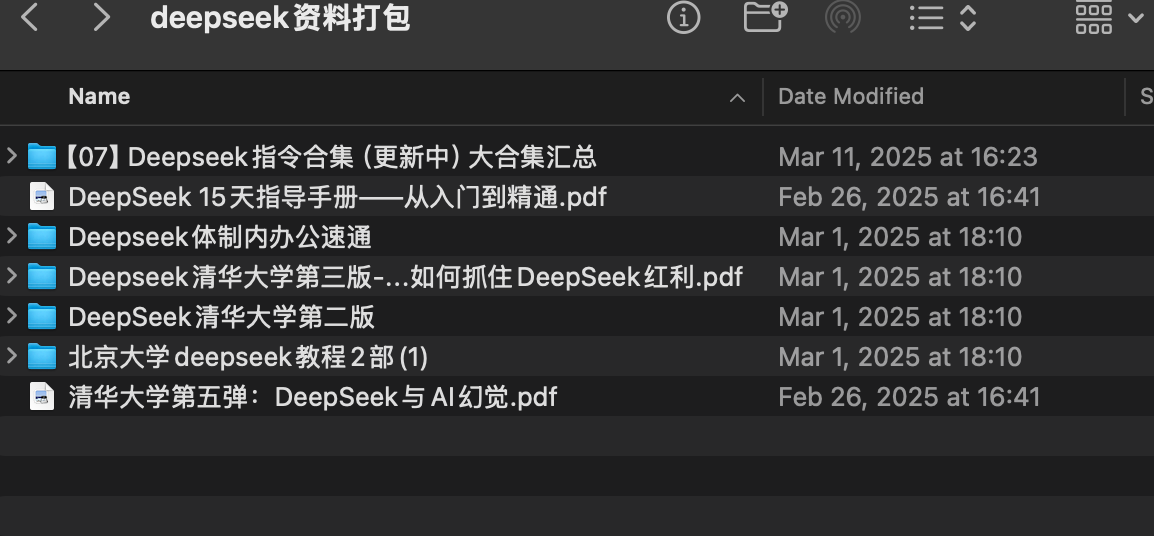 deepseek资料打包
Name Date Modified S
【07】Deepseek指令合集（更新中）大合集汇总 Mar 11, 2025 at 16:23
DeepSeek 15天指导手册——从入门到精通.pdf Feb 26, 2025 at 16:41
Deepseek体制内办公速通 Mar 1, 2025 at 18:10
Deepseek清华大学第三版-...如何抓住DeepSeek红利.pdf Mar 1, 2025 at 18:10
DeepSeek清华大学第二版 Mar 1, 2025 at 18:10
北京大学deepseek教程2部(1) Mar 1, 2025 at 18:10
清华大学第五弹：DeepSeek与AI幻觉.pdf Feb 26, 2025 at 16:41